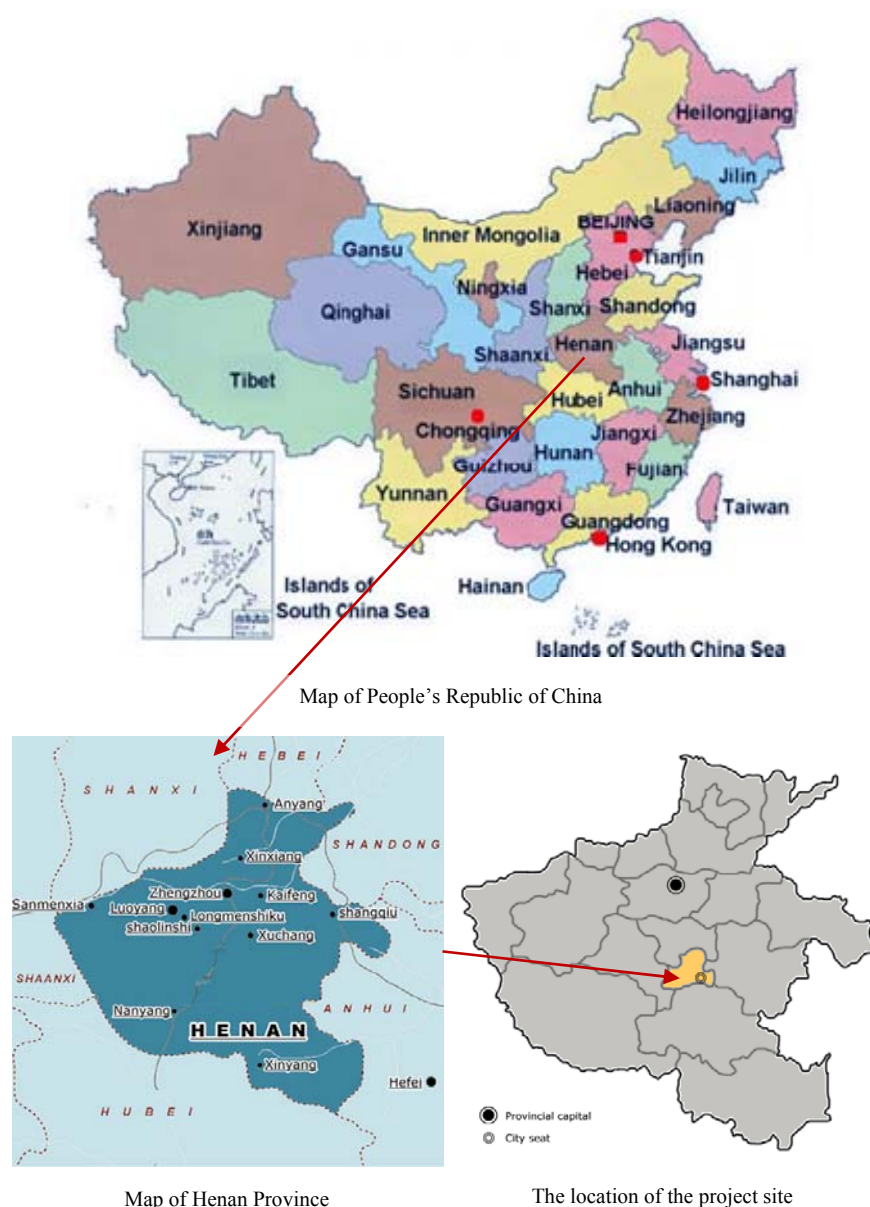 Heilongjiang
Jilin
Liaoning
BEIJING
Xinjiang
Inner Mongolia
Gansu
Tianjin
Hebei
Ningxia
Shanxi
Shandong
Qinghai
Shaanxi
Henan
Jiangsu
Tibet
Sichuan
Anhui
Shanghai
Hubei
Zhejiang
Chongqing
Jiangxi
Hunan
Guizhou
Fujian
Yunnan
Guangxi
Taiwan
Guangdong
Hong Kong
Hainan
Islands of
South China Sea
Islands of South China Sea
Map of People’s Republic of China
HEBEI
SHANXI
Anyang
SHANDONG
Xinxiang
Zhengzhou
Kaifeng
Sanmenxia
Luoyang
Longmenshiku
shangqiu
shaolinshi
Xuchang
SHAANXI
Nanyang
ANHUI
HENAN
Xinyang
Hefei
HUBEI
Provincial capital
City seat
Map of Henan Province
The location of the project site